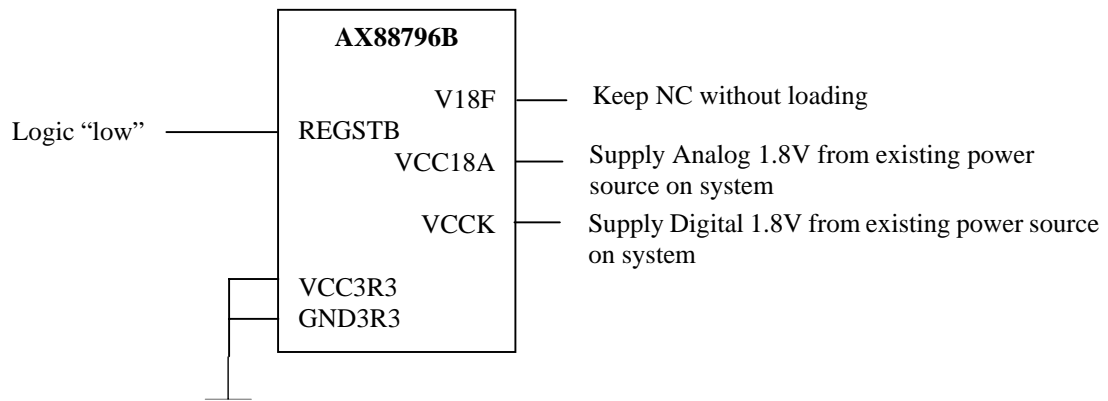 AX88796B
V18F
Keep NC without loading
Logic “low”
REGSTB
VCC18A
Supply Analog 1.8V from existing power
source on system
VCCK
Supply Digital 1.8V from existing power source
on system
VCC3R3
GND3R3